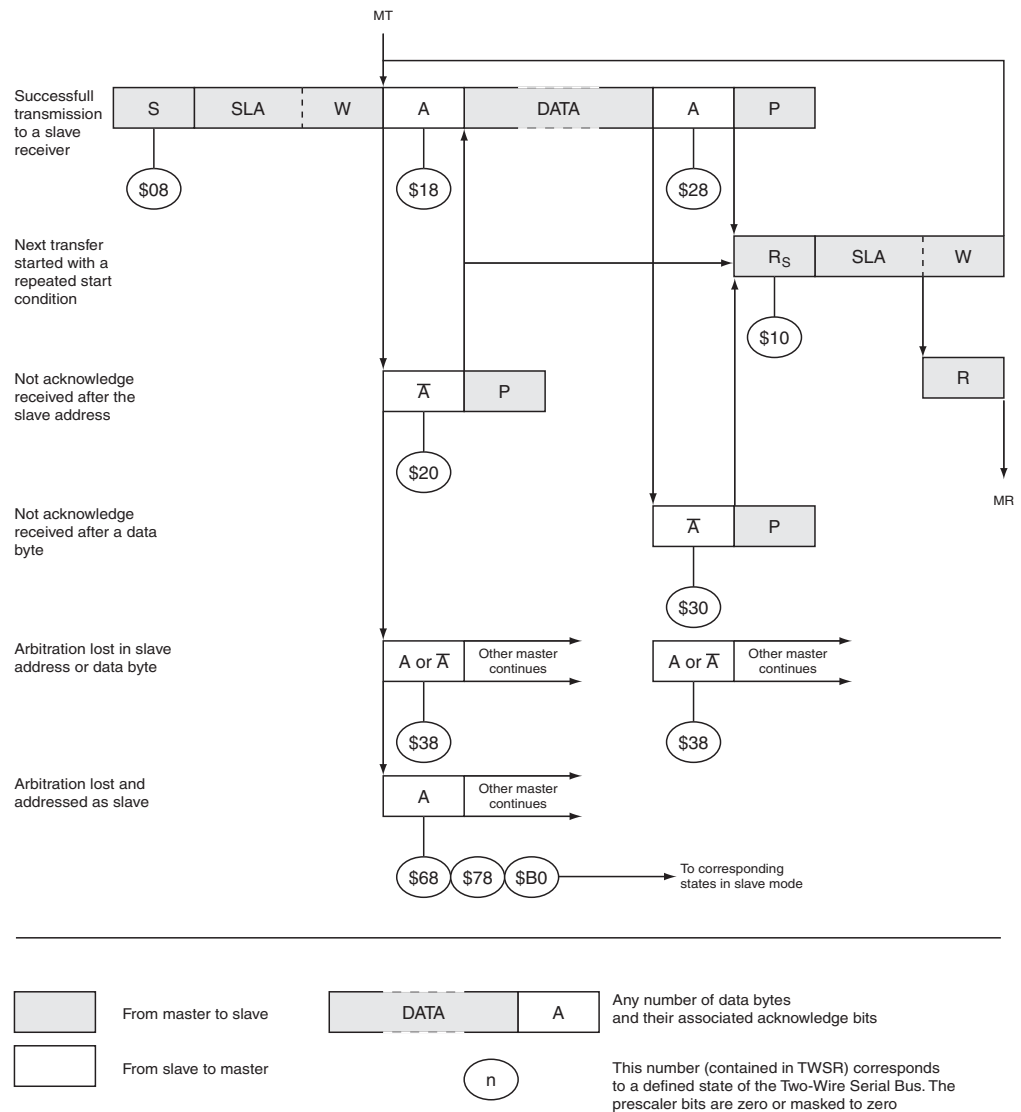 MT
Successfull
transmission
to a slave
receiver
S SLA W A DATA A P
$08 $18 $28
Next transfer
started with a
repeated start
condition
RS SLA W
$10
Not acknowledge
received after the
slave address
A̅ P
R
$20
MR
Not acknowledge
received after a data
byte
A̅ P
$30
Arbitration lost in slave
address or data byte
A or A̅ Other master
continues
A or A̅ Other master
continues
$38 $38
Arbitration lost and
addressed as slave
A Other master
continues
$68 $78 $B0
To corresponding
states in slave mode
From master to slave
DATA A
Any number of data bytes
and their associated acknowledge bits
From slave to master
n
This number (contained in TWSR) corresponds
to a defined state of the Two-Wire Serial Bus. The
prescaler bits are zero or masked to zero